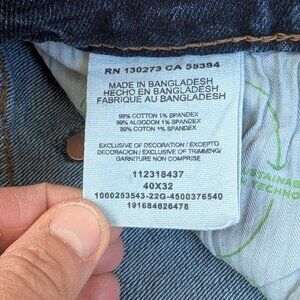 RN 130273 CA 55394
MADE IN BANGLADESH
HECHO EN BANGLADESH
FABRIQUE AU BANGLADESH
99% COTTON 1% SPANDEX
99% ALGODON 1% SPANDEX
99% COTON 1% SPANDEX
EXCLUSIVE OF DECORATION / EXCEPTO
DECORACION / EXCLUSIVE OF TRIMMING/
GARNITURE NON COMPRISE
112318437
40X32
1000253543-22G-4500376540
191684626478